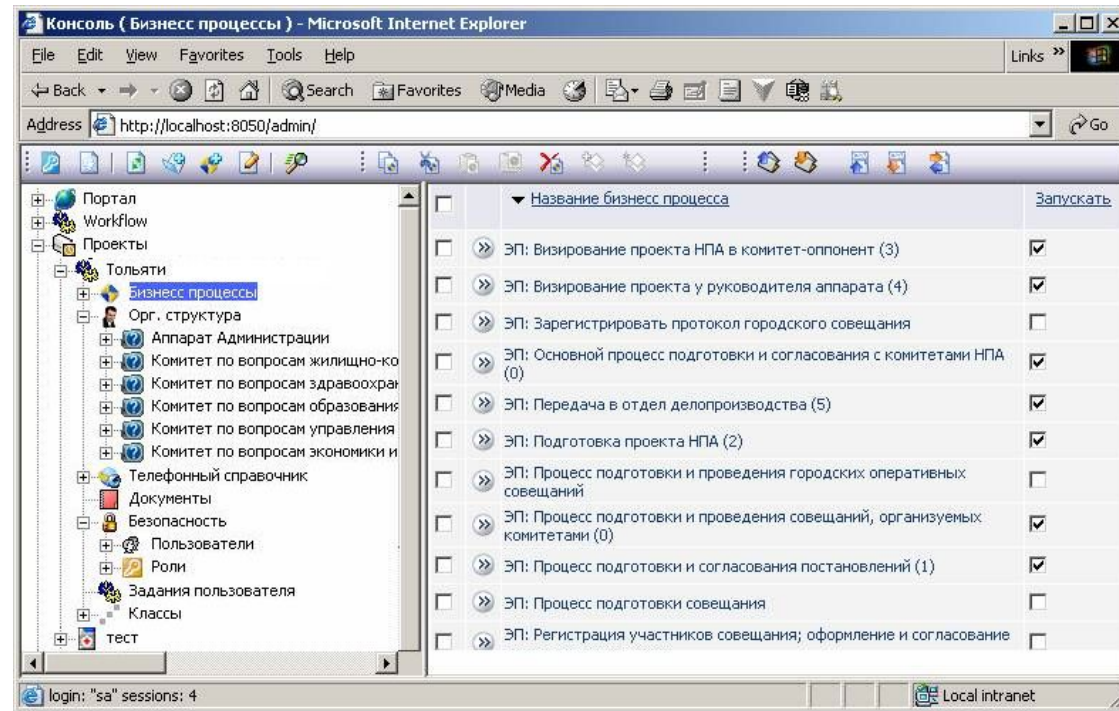 Консоль ( Бизнесс процессы ) - Microsoft Internet Explorer
File Edit View Favorites Tools Help Links »
Back Search Favorites Media
Address http://localhost:8050/admin/ Go
Портал
Workflow
Проекты
Тольяти
Бизнесс процессы
Орг. структура
Аппарат Администрации
Комитет по вопросам жилищно-ко
Комитет по вопросам здравоохран
Комитет по вопросам образования
Комитет по вопросам управления
Комитет по вопросам экономики и
Телефонный справочник
Документы
Безопасность
Пользователи
Роли
Задания пользователя
Классы
тест
Название бизнесс процесса Запускать
ЭП: Визирование проекта НПА в комитет-оппонент (3)
ЭП: Визирование проекта у руководителя аппарата (4)
ЭП: Зарегистрировать протокол городского совещания
ЭП: Основной процесс подготовки и согласования с комитетами НПА
(0)
ЭП: Передача в отдел делопроизводства (5)
ЭП: Подготовка проекта НПА (2)
ЭП: Процесс подготовки и проведения городских оперативных
совещаний
ЭП: Процесс подготовки и проведения совещаний, организуемых
комитетами (0)
ЭП: Процесс подготовки и согласования постановлений (1)
ЭП: Процесс подготовки совещания
ЭП: Регистрация участников совещания; оформление и согласование
login: "sa" sessions: 4 Local intranet